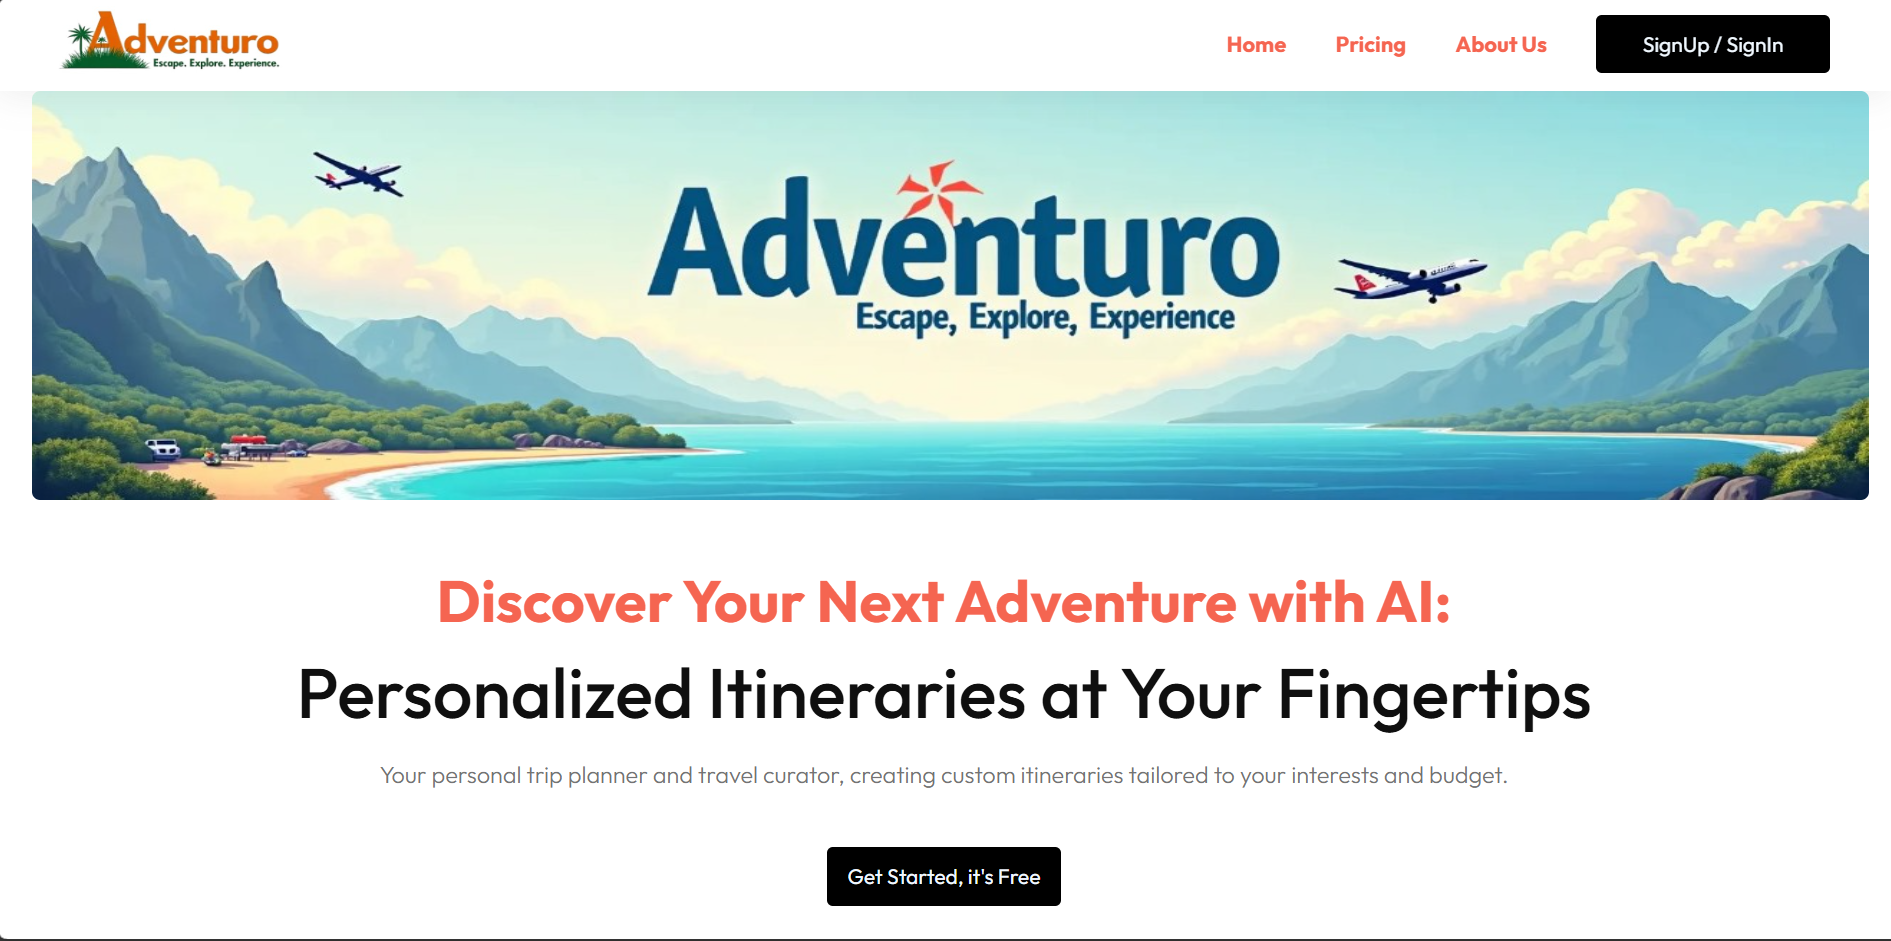 Adventuro
Escape. Explore. Experience.
Home
Pricing
About Us
SignUp / SignIn
Adventuro
Escape, Explore, Experience
Discover Your Next Adventure with AI:
Personalized Itineraries at Your Fingertips
Your personal trip planner and travel curator, creating custom itineraries tailored to your interests and budget.
Get Started, it's Free